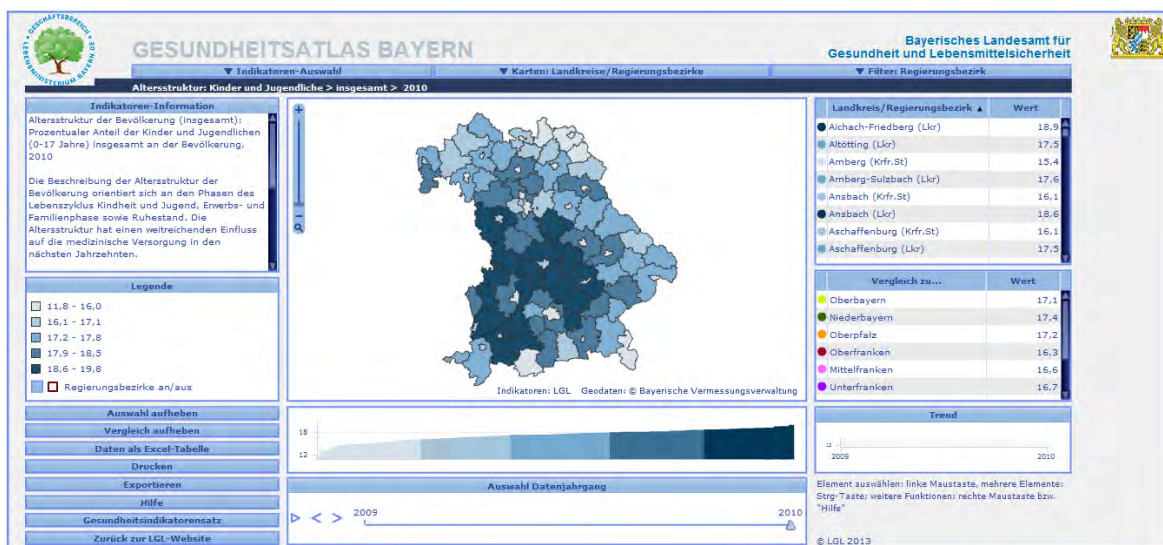 GESCHÄFTSBEREICH
LEBENSMINISTERIUM BAYERN.DE
GESUNDHEITSATLAS BAYERN
Bayerisches Landesamt für
Gesundheit und Lebensmittelsicherheit
▼ Indikatoren-Auswahl
▼ Karten: Landkreise/Regierungsbezirke
▼ Filter: Regierungsbezirk
Altersstruktur: Kinder und Jugendliche > insgesamt > 2010
Indikatoren-Information
Altersstruktur der Bevölkerung (insgesamt):
Prozentualer Anteil der Kinder und Jugendlichen
(0-17 Jahre) insgesamt an der Bevölkerung,
2010
Die Beschreibung der Altersstruktur der
Bevölkerung orientiert sich an den Phasen des
Lebenszyklus Kindheit und Jugend, Erwerbs- und
Familienphase sowie Ruhestand. Die
Altersstruktur hat einen weitreichenden Einfluss
auf die medizinische Versorgung in den
nächsten Jahrzehnten.
Legende
11,8 - 16,0
16,1 - 17,1
17,2 - 17,8
17,9 - 18,5
18,6 - 19,8
Regierungsbezirke an/aus
Auswahl aufheben
Vergleich aufheben
Daten als Excel-Tabelle
Drucken
Exportieren
Hilfe
Gesundheitsindikatorensatz
Zurück zur LGL-Website
+
−
Indikatoren: LGL Geodaten: © Bayerische Vermessungsverwaltung
18
12
Auswahl Datenjahrgang
2009
2010
Landkreis/Regierungsbezirk ▲ Wert
Aichach-Friedberg (Lkr) 18,9
Altötting (Lkr) 17,5
Amberg (Krfr.St) 15,4
Amberg-Sulzbach (Lkr) 17,6
Ansbach (Krfr.St) 16,1
Ansbach (Lkr) 18,6
Aschaffenburg (Krfr.St) 16,1
Aschaffenburg (Lkr) 17,5
Vergleich zu... Wert
Oberbayern 17,1
Niederbayern 17,4
Oberpfalz 17,2
Oberfranken 16,3
Mittelfranken 16,6
Unterfranken 16,7
Trend
12
2009 2010
Element auswählen: linke Maustaste, mehrere Elemente:
Strg-Taste; weitere Funktionen: rechte Maustaste bzw.
"Hilfe"
© LGL 2013